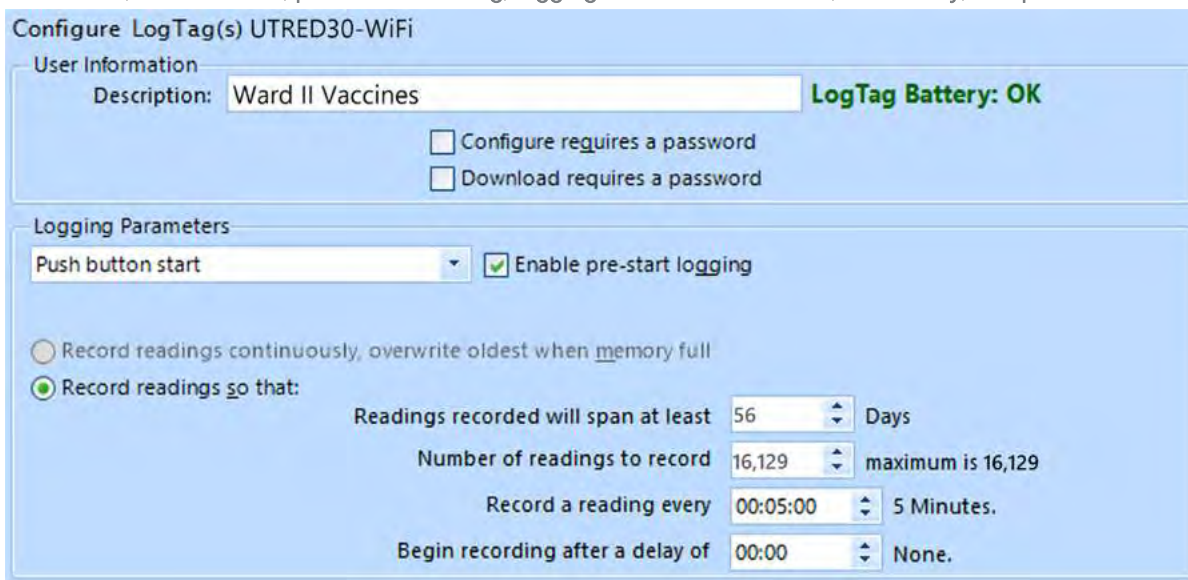 Configure LogTag(s) UTRED30-WiFi
User Information
Description: Ward II Vaccines LogTag Battery: OK
Configure requires a password
Download requires a password
Logging Parameters
Push button start Enable pre-start logging
Record readings continuously, overwrite oldest when memory full
Record readings so that:
Readings recorded will span at least 56 Days
Number of readings to record 16,129 maximum is 16,129
Record a reading every 00:05:00 5 Minutes.
Begin recording after a delay of 00:00 None.